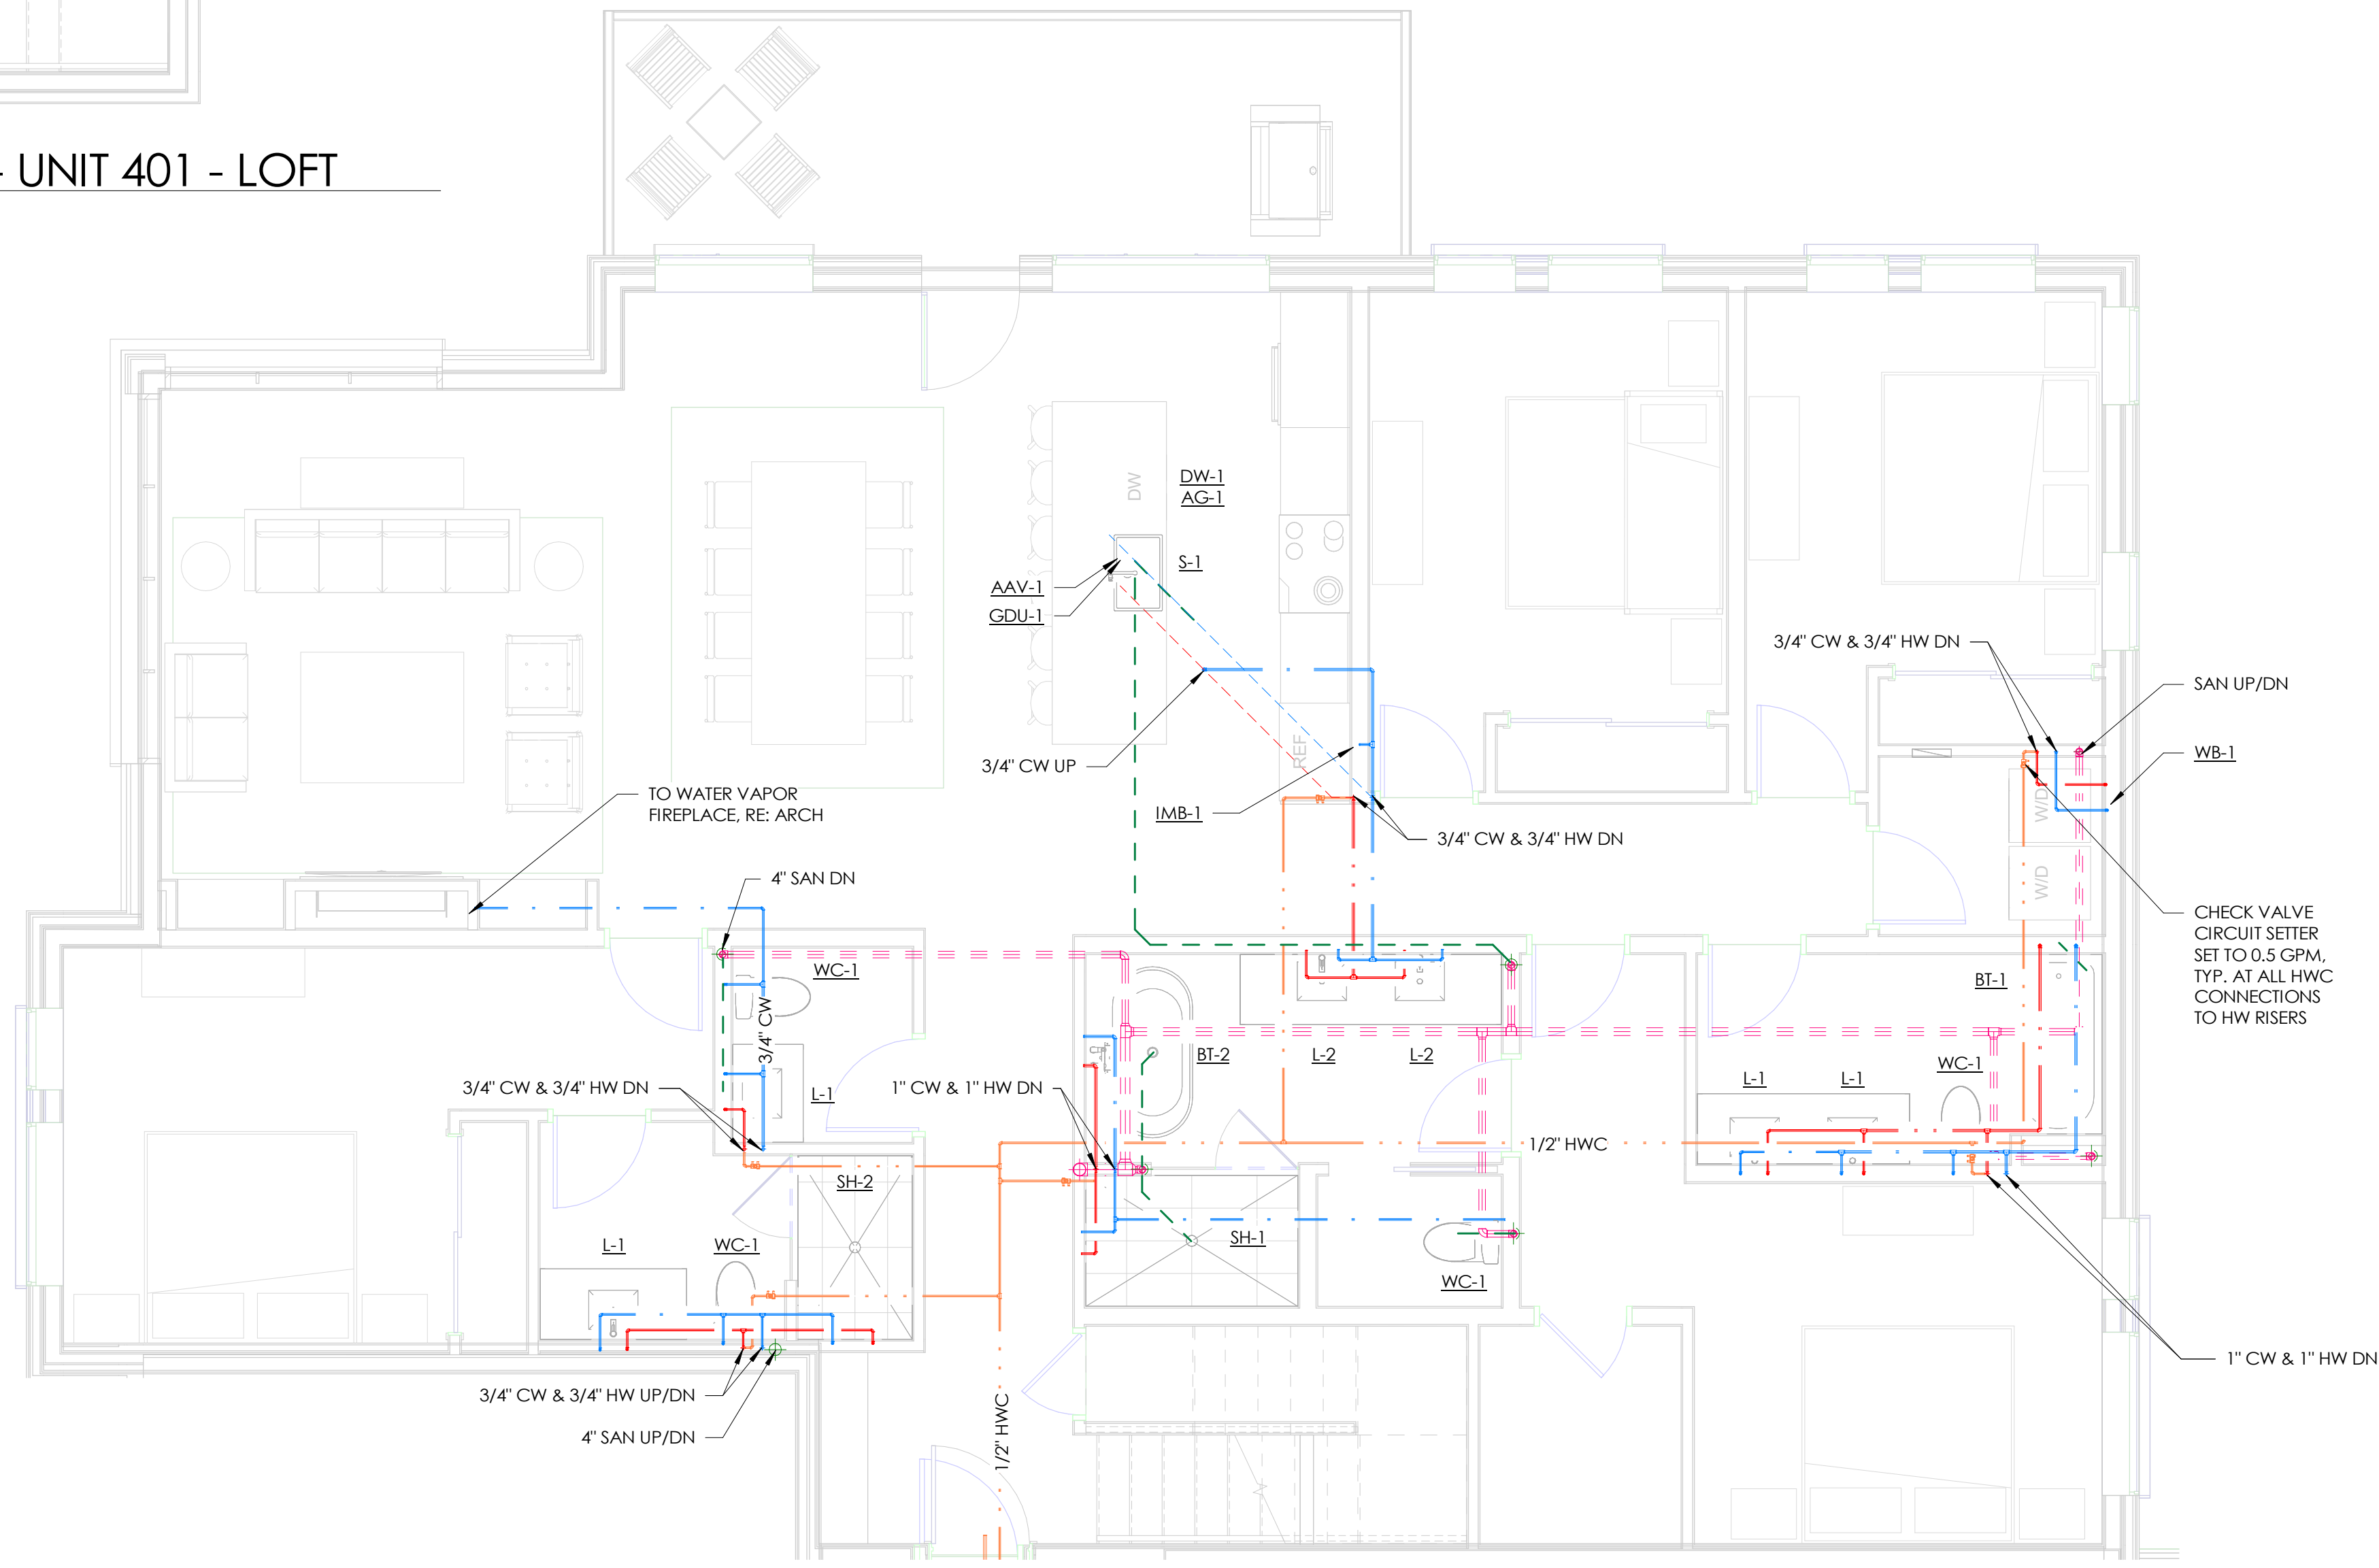 - UNIT 401 - LOFT
DW
DW-1
AG-1
S-1
AAV-1
GDU-1
3/4" CW & 3/4" HW DN
SAN UP/DN
WB-1
REF
3/4" CW UP
TO WATER VAPOR
FIREPLACE, RE: ARCH
IMB-1
3/4" CW & 3/4" HW DN
W/D
W/D
4" SAN DN
CHECK VALVE
CIRCUIT SETTER
SET TO 0.5 GPM,
TYP. AT ALL HWC
CONNECTIONS
TO HW RISERS
WC-1
BT-1
3/4" CW
BT-2
L-2
L-2
WC-1
L-1
L-1
3/4" CW & 3/4" HW DN
L-1
1" CW & 1" HW DN
1/2" HWC
SH-2
SH-1
L-1
WC-1
WC-1
1" CW & 1" HW DN
3/4" CW & 3/4" HW UP/DN
4" SAN UP/DN
1/2" HWC